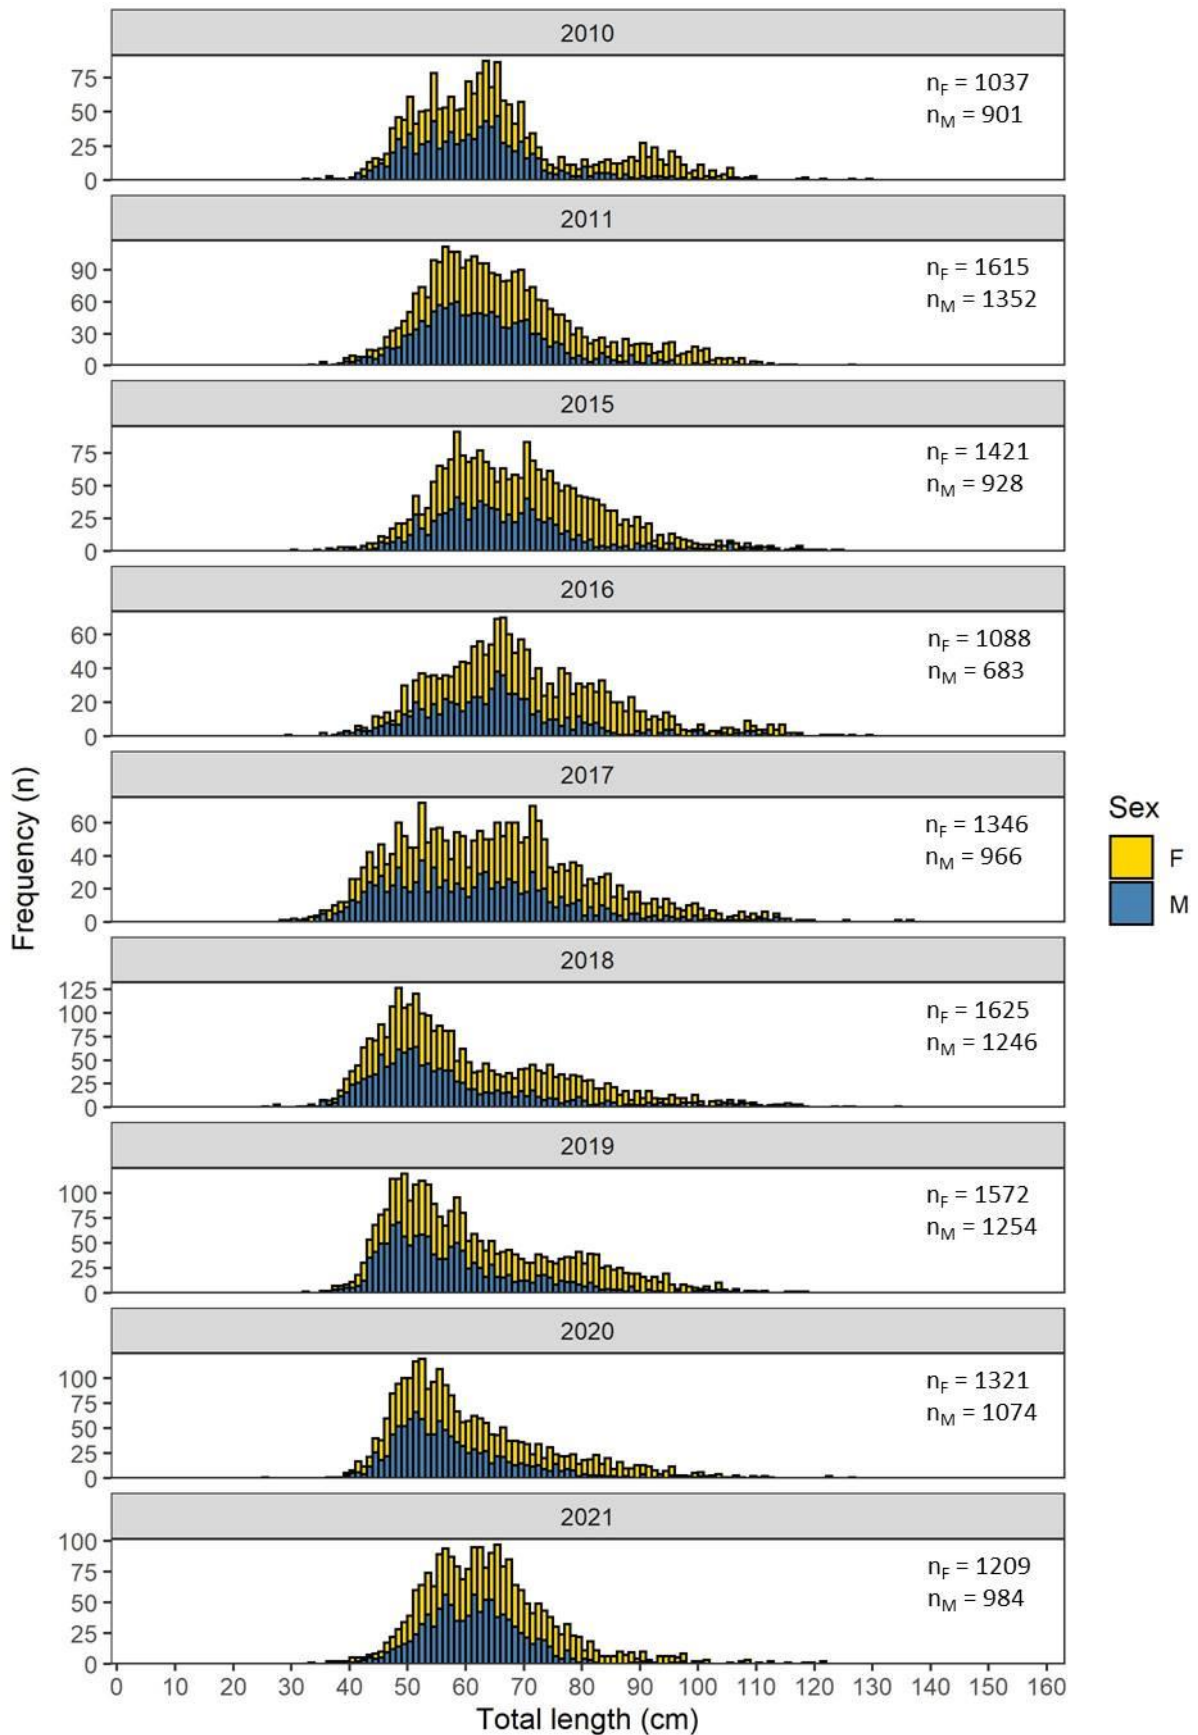 2010
75
50
25
0
n_F = 1037
n_M = 901
2011
90
60
30
0
n_F = 1615
n_M = 1352
2015
75
50
25
0
n_F = 1421
n_M = 928
2016
60
40
20
0
n_F = 1088
n_M = 683
2017
60
40
20
0
n_F = 1346
n_M = 966
2018
125
100
75
50
25
0
n_F = 1625
n_M = 1246
2019
100
75
50
25
0
n_F = 1572
n_M = 1254
2020
100
75
50
25
0
n_F = 1321
n_M = 1074
2021
100
75
50
25
0
n_F = 1209
n_M = 984
0 10 20 30 40 50 60 70 80 90 100 110 120 130 140 150 160
Total length (cm)
Frequency (n)
Sex
F
M